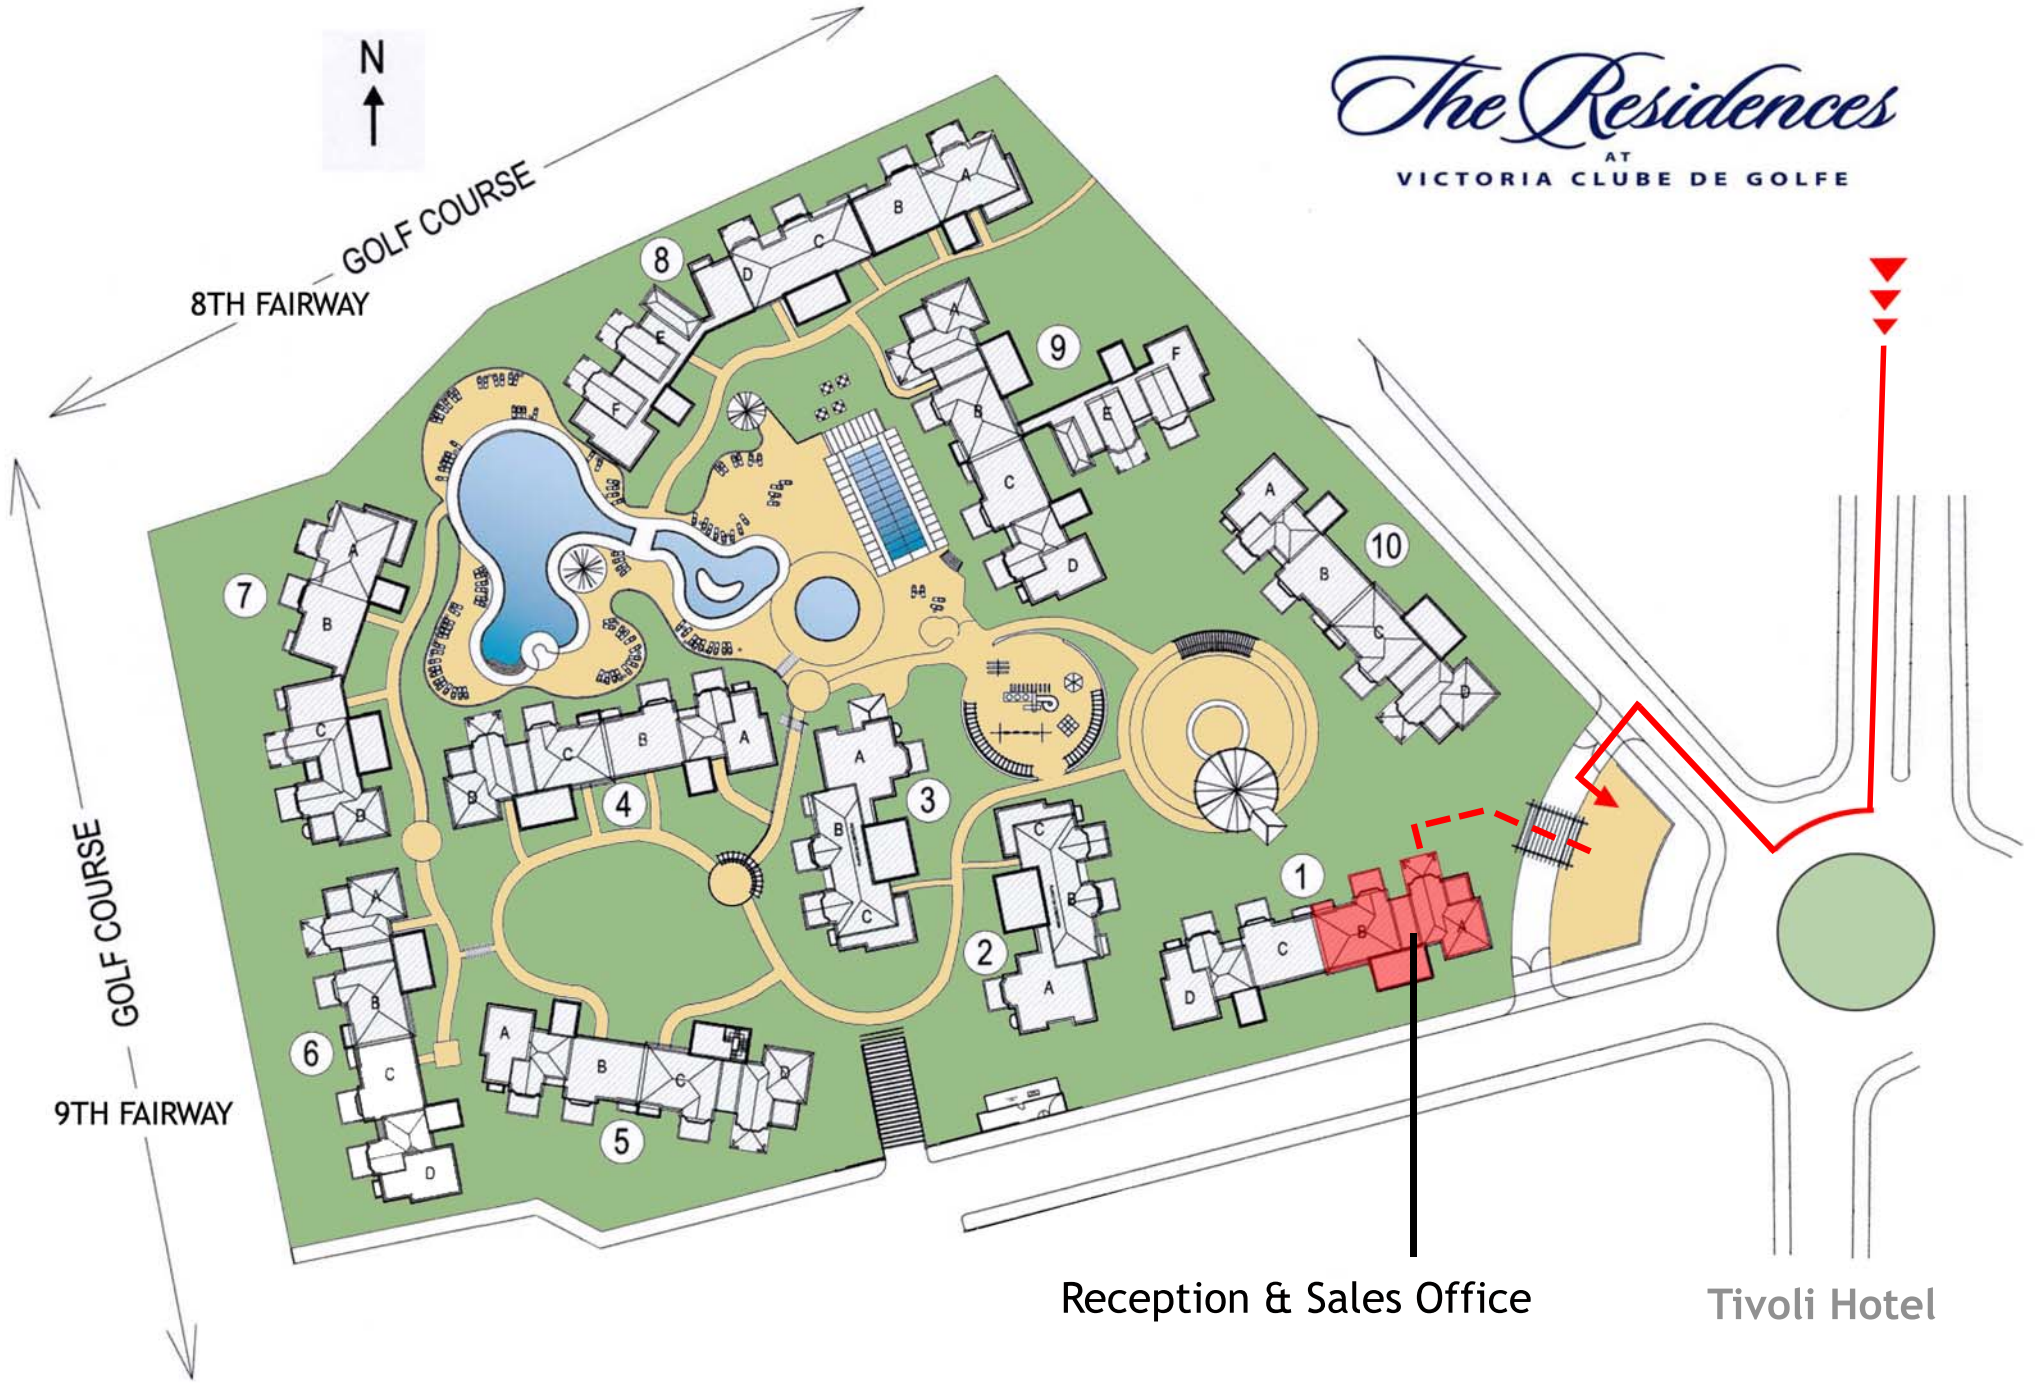 N
The Residences
AT
VICTORIA CLUBE DE GOLFE
GOLF COURSE
8TH FAIRWAY
8
A
B
C
D
E
F
9
A
B
C
D
E
F
10
A
B
C
D
7
A
B
C
B
4
A
B
C
D
3
A
B
C
2
C
B
A
1
A
B
C
D
6
A
B
C
D
5
A
B
C
D
GOLF COURSE
9TH FAIRWAY
Reception & Sales Office
Tivoli Hotel